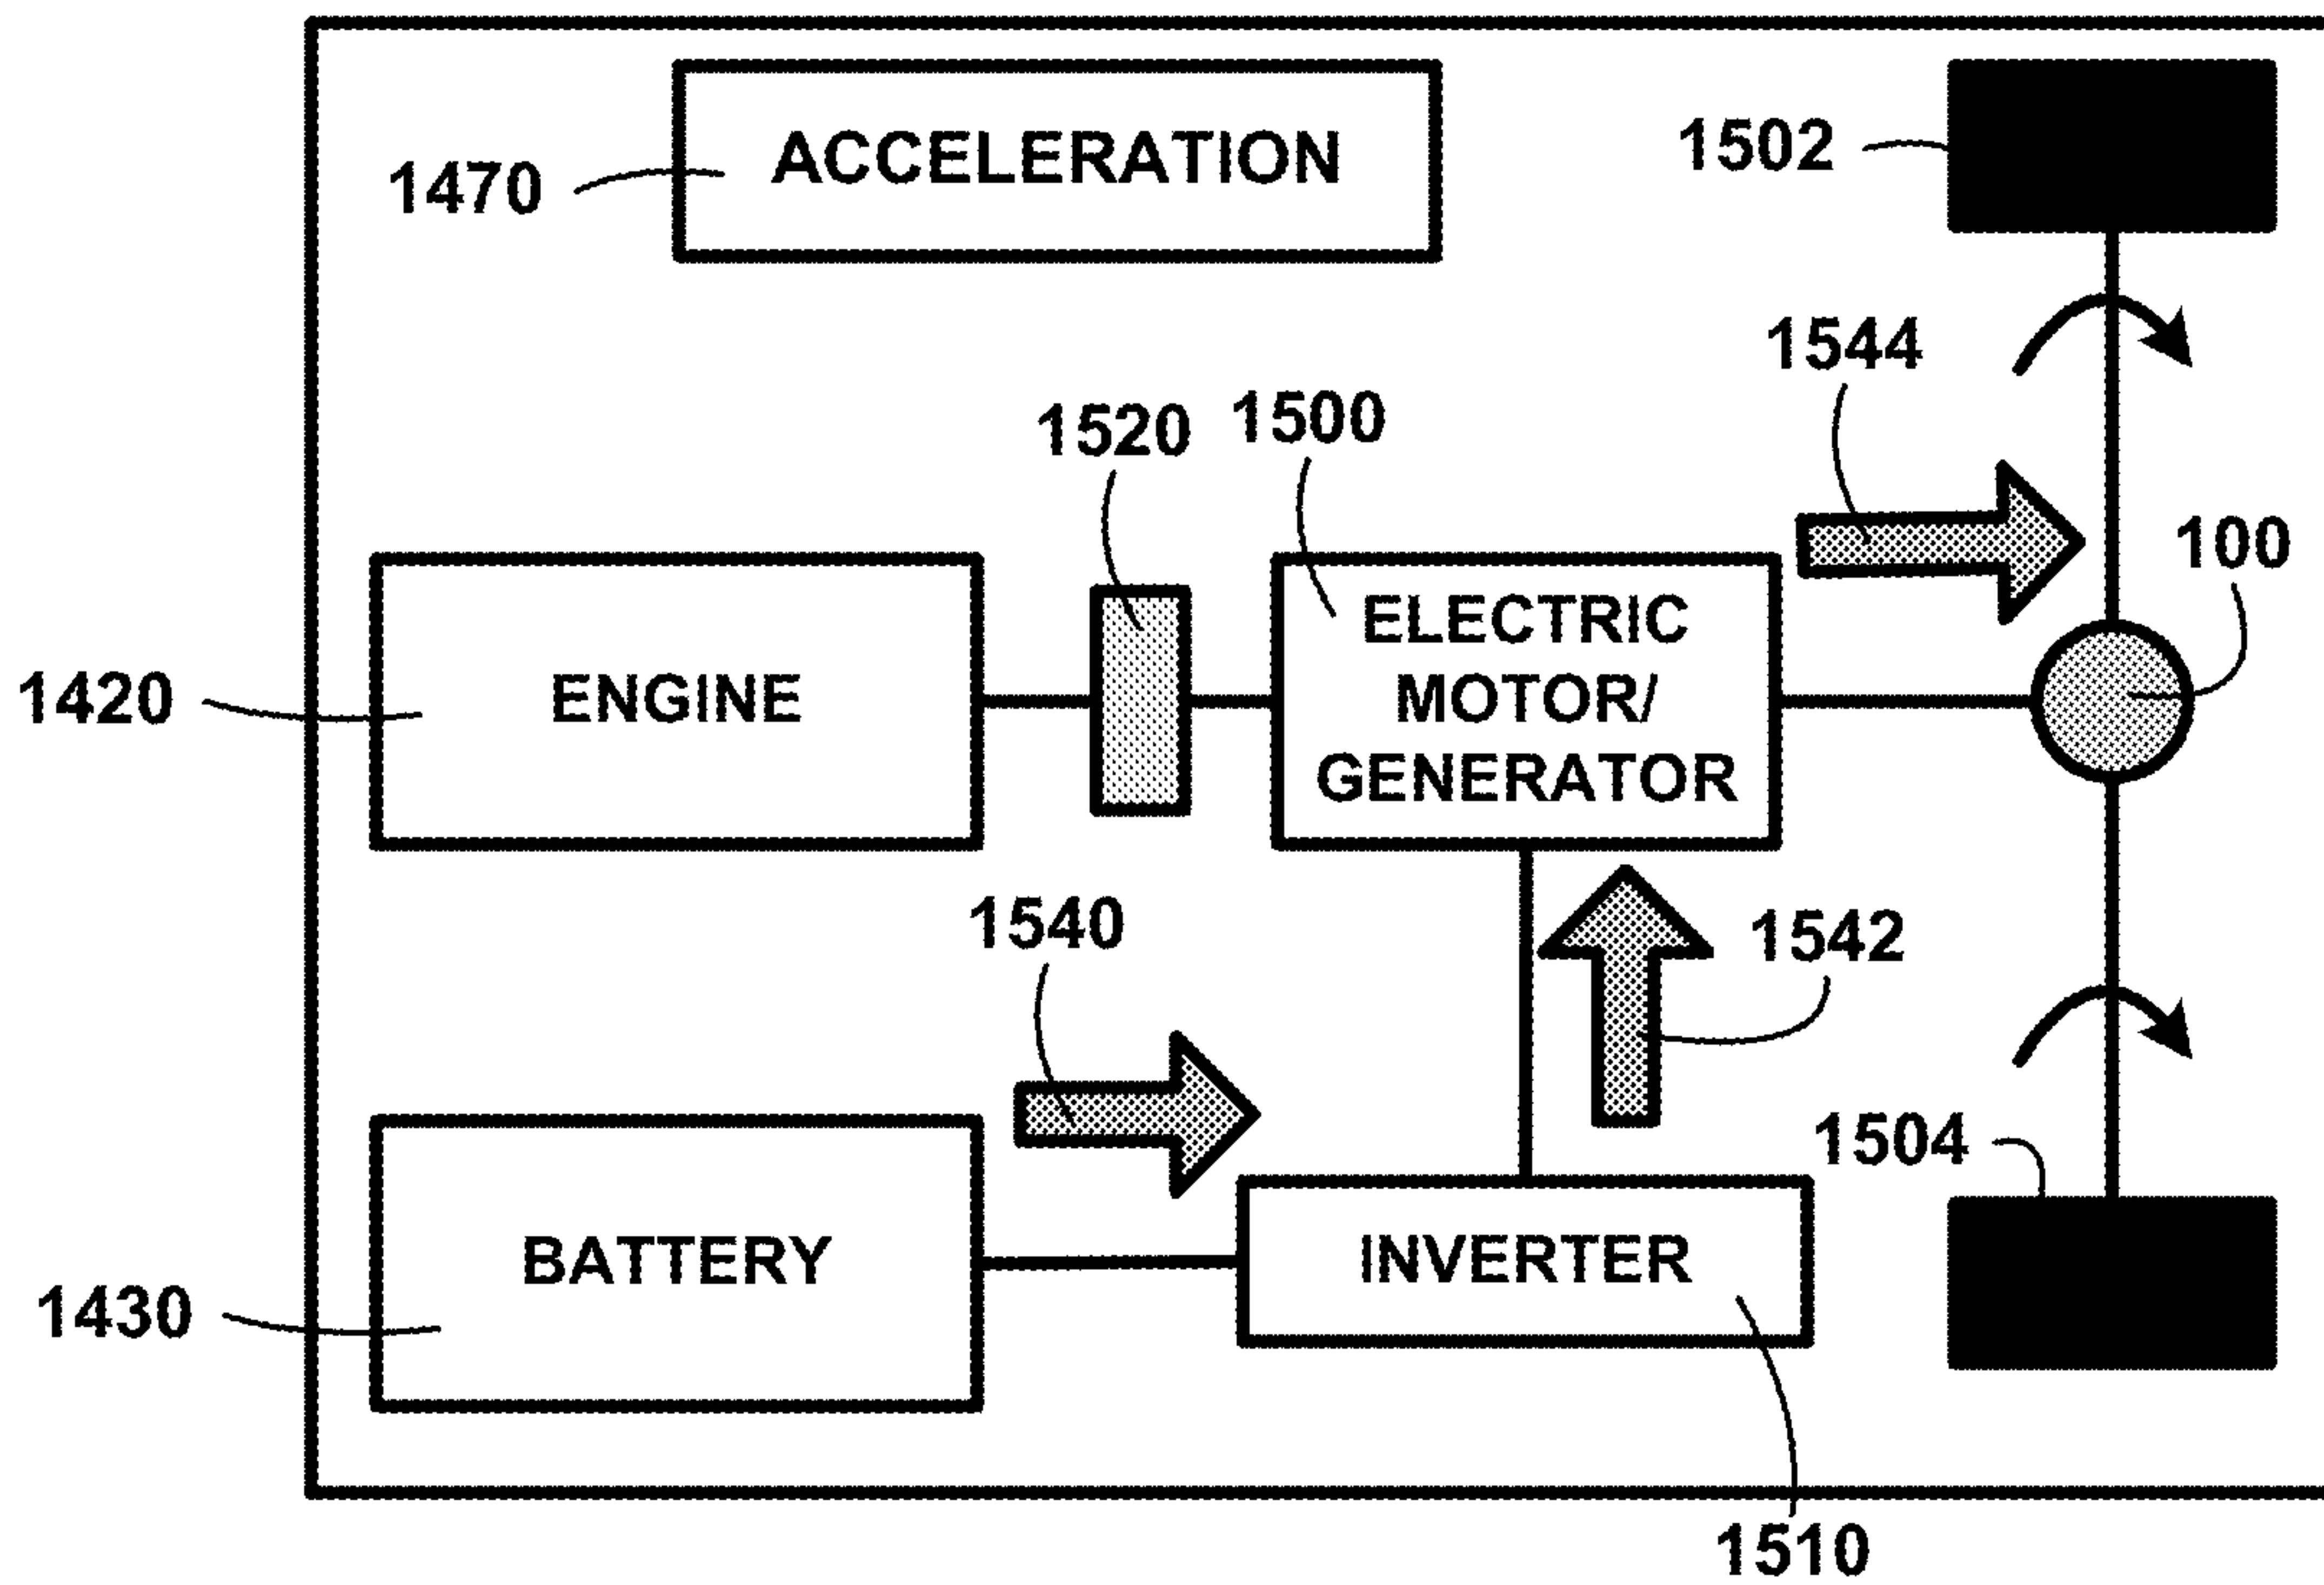 ACCELERATION
1470
1502
1544
1520
1500
100
ELECTRIC
MOTOR/
GENERATOR
ENGINE
1420
1540
1542
1504
BATTERY
INVERTER
1430
1510